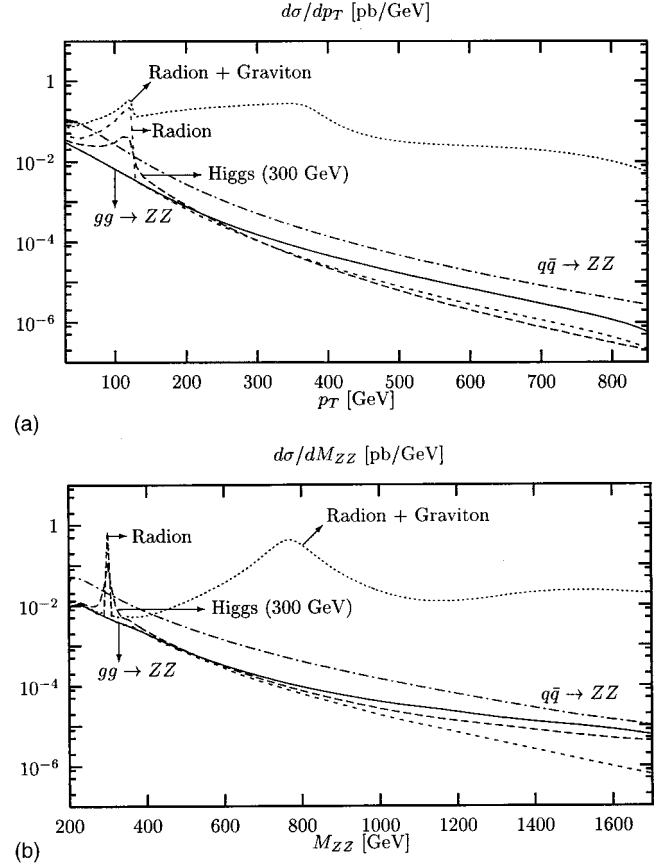 dσ/dp_T [pb/GeV]
1
10⁻²
10⁻⁴
10⁻⁶
Radion + Graviton
Radion
Higgs (300 GeV)
gg → ZZ
qq̄ → ZZ
100 200 300 400 500 600 700 800
p_T [GeV]
(a)
dσ/dM_ZZ [pb/GeV]
1
10⁻²
10⁻⁴
10⁻⁶
Radion + Graviton
Radion
Higgs (300 GeV)
gg → ZZ
qq̄ → ZZ
200 400 600 800 1000 1200 1400 1600
M_ZZ [GeV]
(b)